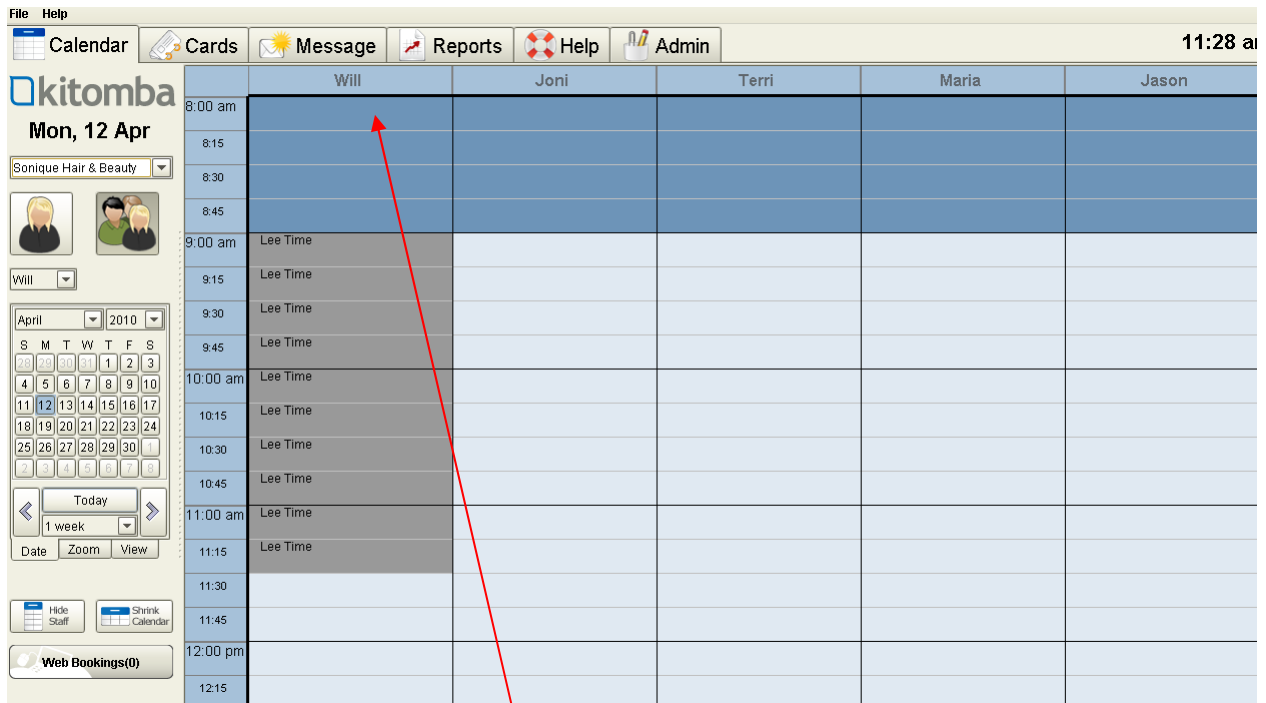 File Help
Calendar Cards Message Reports Help Admin 11:28 a
kitomba
Mon, 12 Apr
Sonique Hair & Beauty
Will
April 2010
S M T W T F S
28 29 30 31 1 2 3
4 5 6 7 8 9 10
11 12 13 14 15 16 17
18 19 20 21 22 23 24
25 26 27 28 29 30 1
2 3 4 5 6 7 8
Today
1 week
Date Zoom View
Hide Staff
Shrink Calendar
Web Bookings(0)
Will Joni Terri Maria Jason
8:00 am
8:15
8:30
8:45
9:00 am Lee Time
9:15 Lee Time
9:30 Lee Time
9:45 Lee Time
10:00 am Lee Time
10:15 Lee Time
10:30 Lee Time
10:45 Lee Time
11:00 am Lee Time
11:15 Lee Time
11:30
11:45
12:00 pm
12:15